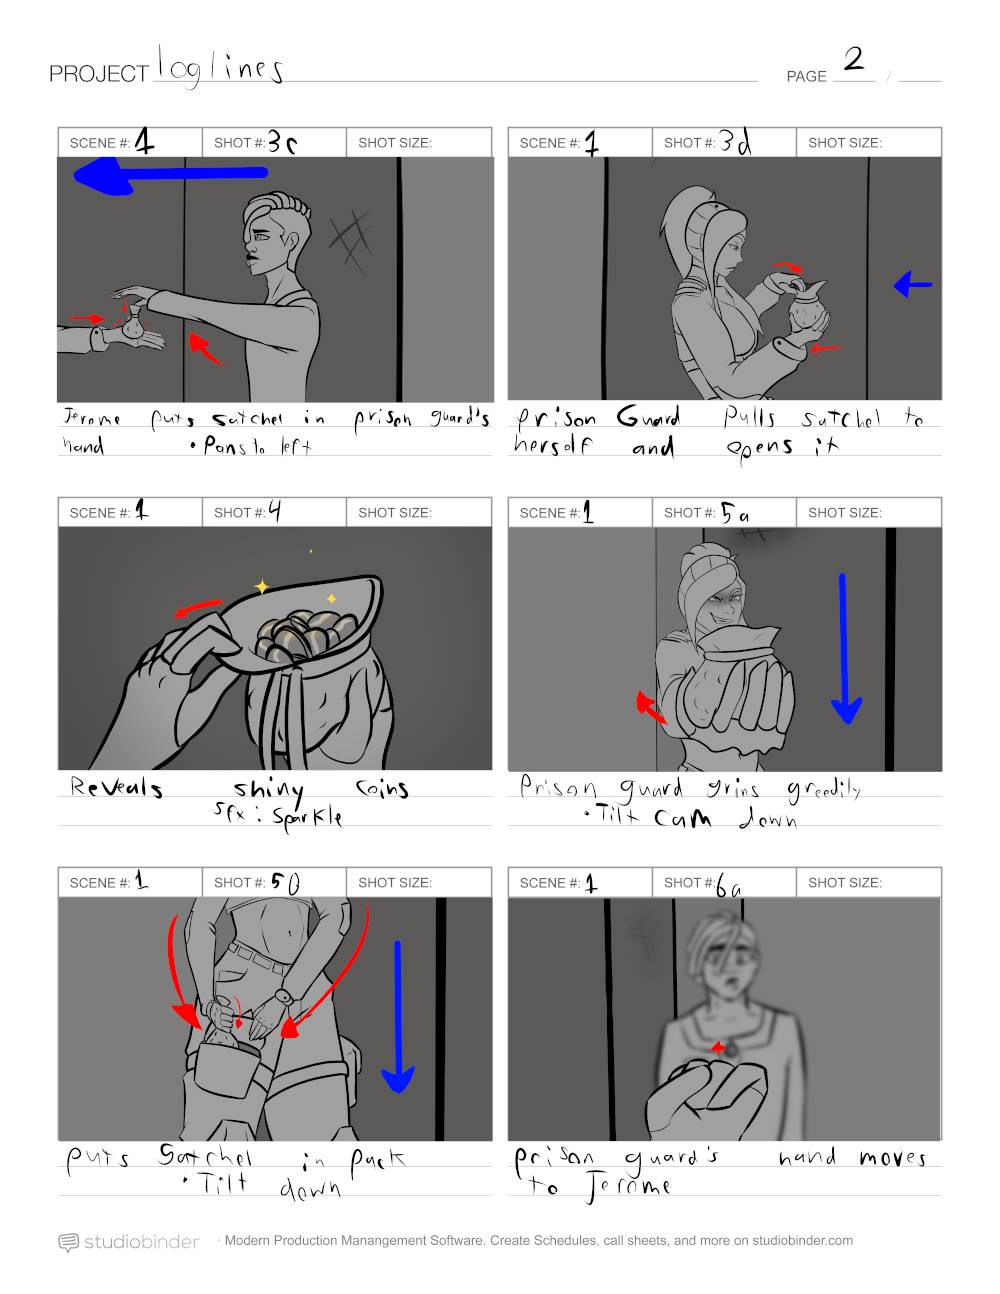 PROJECT loglines
PAGE 2 /
SCENE #: 1 SHOT #: 3c SHOT SIZE:
Jerome puts satchel in prison guard's
hand • Pans to left
SCENE #: 1 SHOT #: 3d SHOT SIZE:
prison Guard pulls satchel to
herself and opens it
SCENE #: 1 SHOT #: 4 SHOT SIZE:
Reveals shiny coins
sfx: Sparkle
SCENE #: 1 SHOT #: 5a SHOT SIZE:
Prison guard grins greedily
• Tilt cam down
SCENE #: 1 SHOT #: 5b SHOT SIZE:
puts Satchel in pack
• Tilt down
SCENE #: 1 SHOT #: 6a SHOT SIZE:
prison guard's hand moves
to Jerome
studiobinder · Modern Production Manangement Software. Create Schedules, call sheets, and more on studiobinder.com